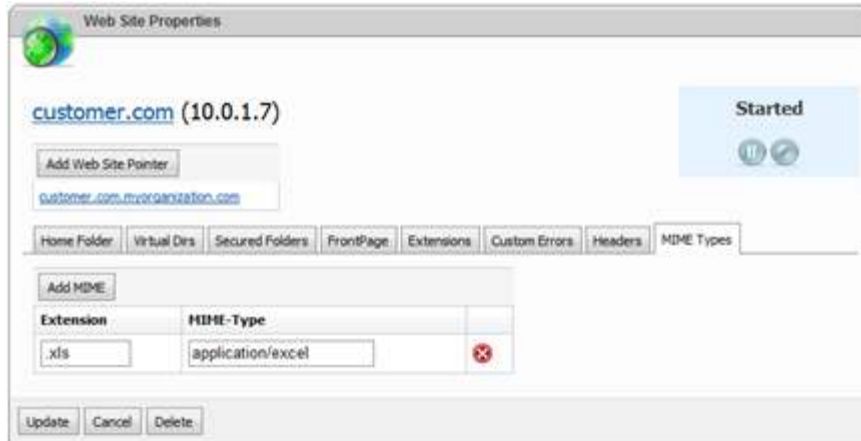 Web Site Properties
customer.com (10.0.1.7)
Started
Add Web Site Pointer
customer.com.myorganization.com
Home Folder Virtual Dirs Secured Folders FrontPage Extensions Custom Errors Headers MIME Types
Add MIME
Extension MIME-Type
.xls application/excel
Update Cancel Delete